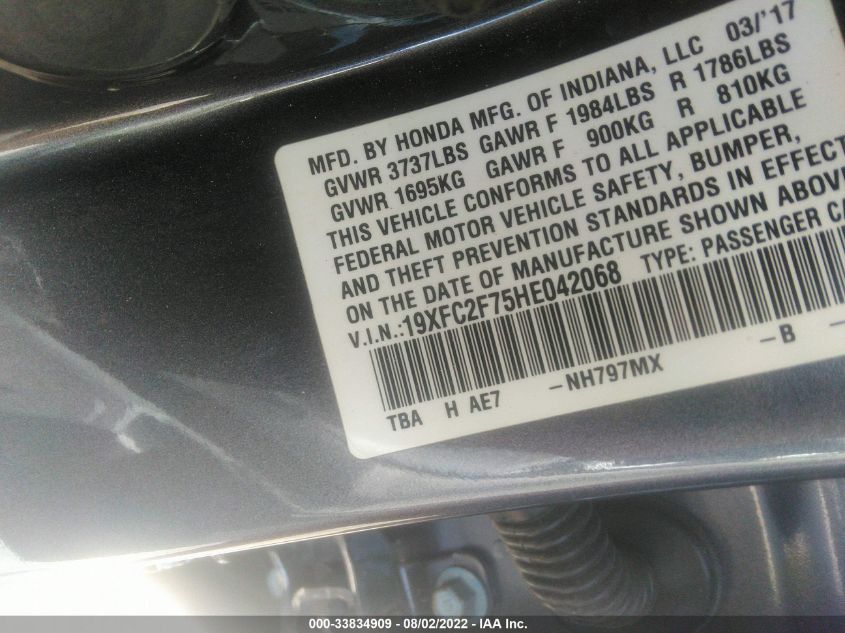 MFD. BY HONDA MFG. OF INDIANA, LLC 03/'17
GVWR 3737LBS GAWR F 1984LBS R 1786LBS
GVWR 1695KG GAWR F 900KG R 810KG
THIS VEHICLE CONFORMS TO ALL APPLICABLE
FEDERAL MOTOR VEHICLE SAFETY, BUMPER,
AND THEFT PREVENTION STANDARDS IN EFFECT
ON THE DATE OF MANUFACTURE SHOWN ABOVE
V.I.N.:19XFC2F75HE042068 TYPE: PASSENGER CA
TBA H AE7 -NH797MX -B -
000-33834909 - 08/02/2022 - IAA Inc.